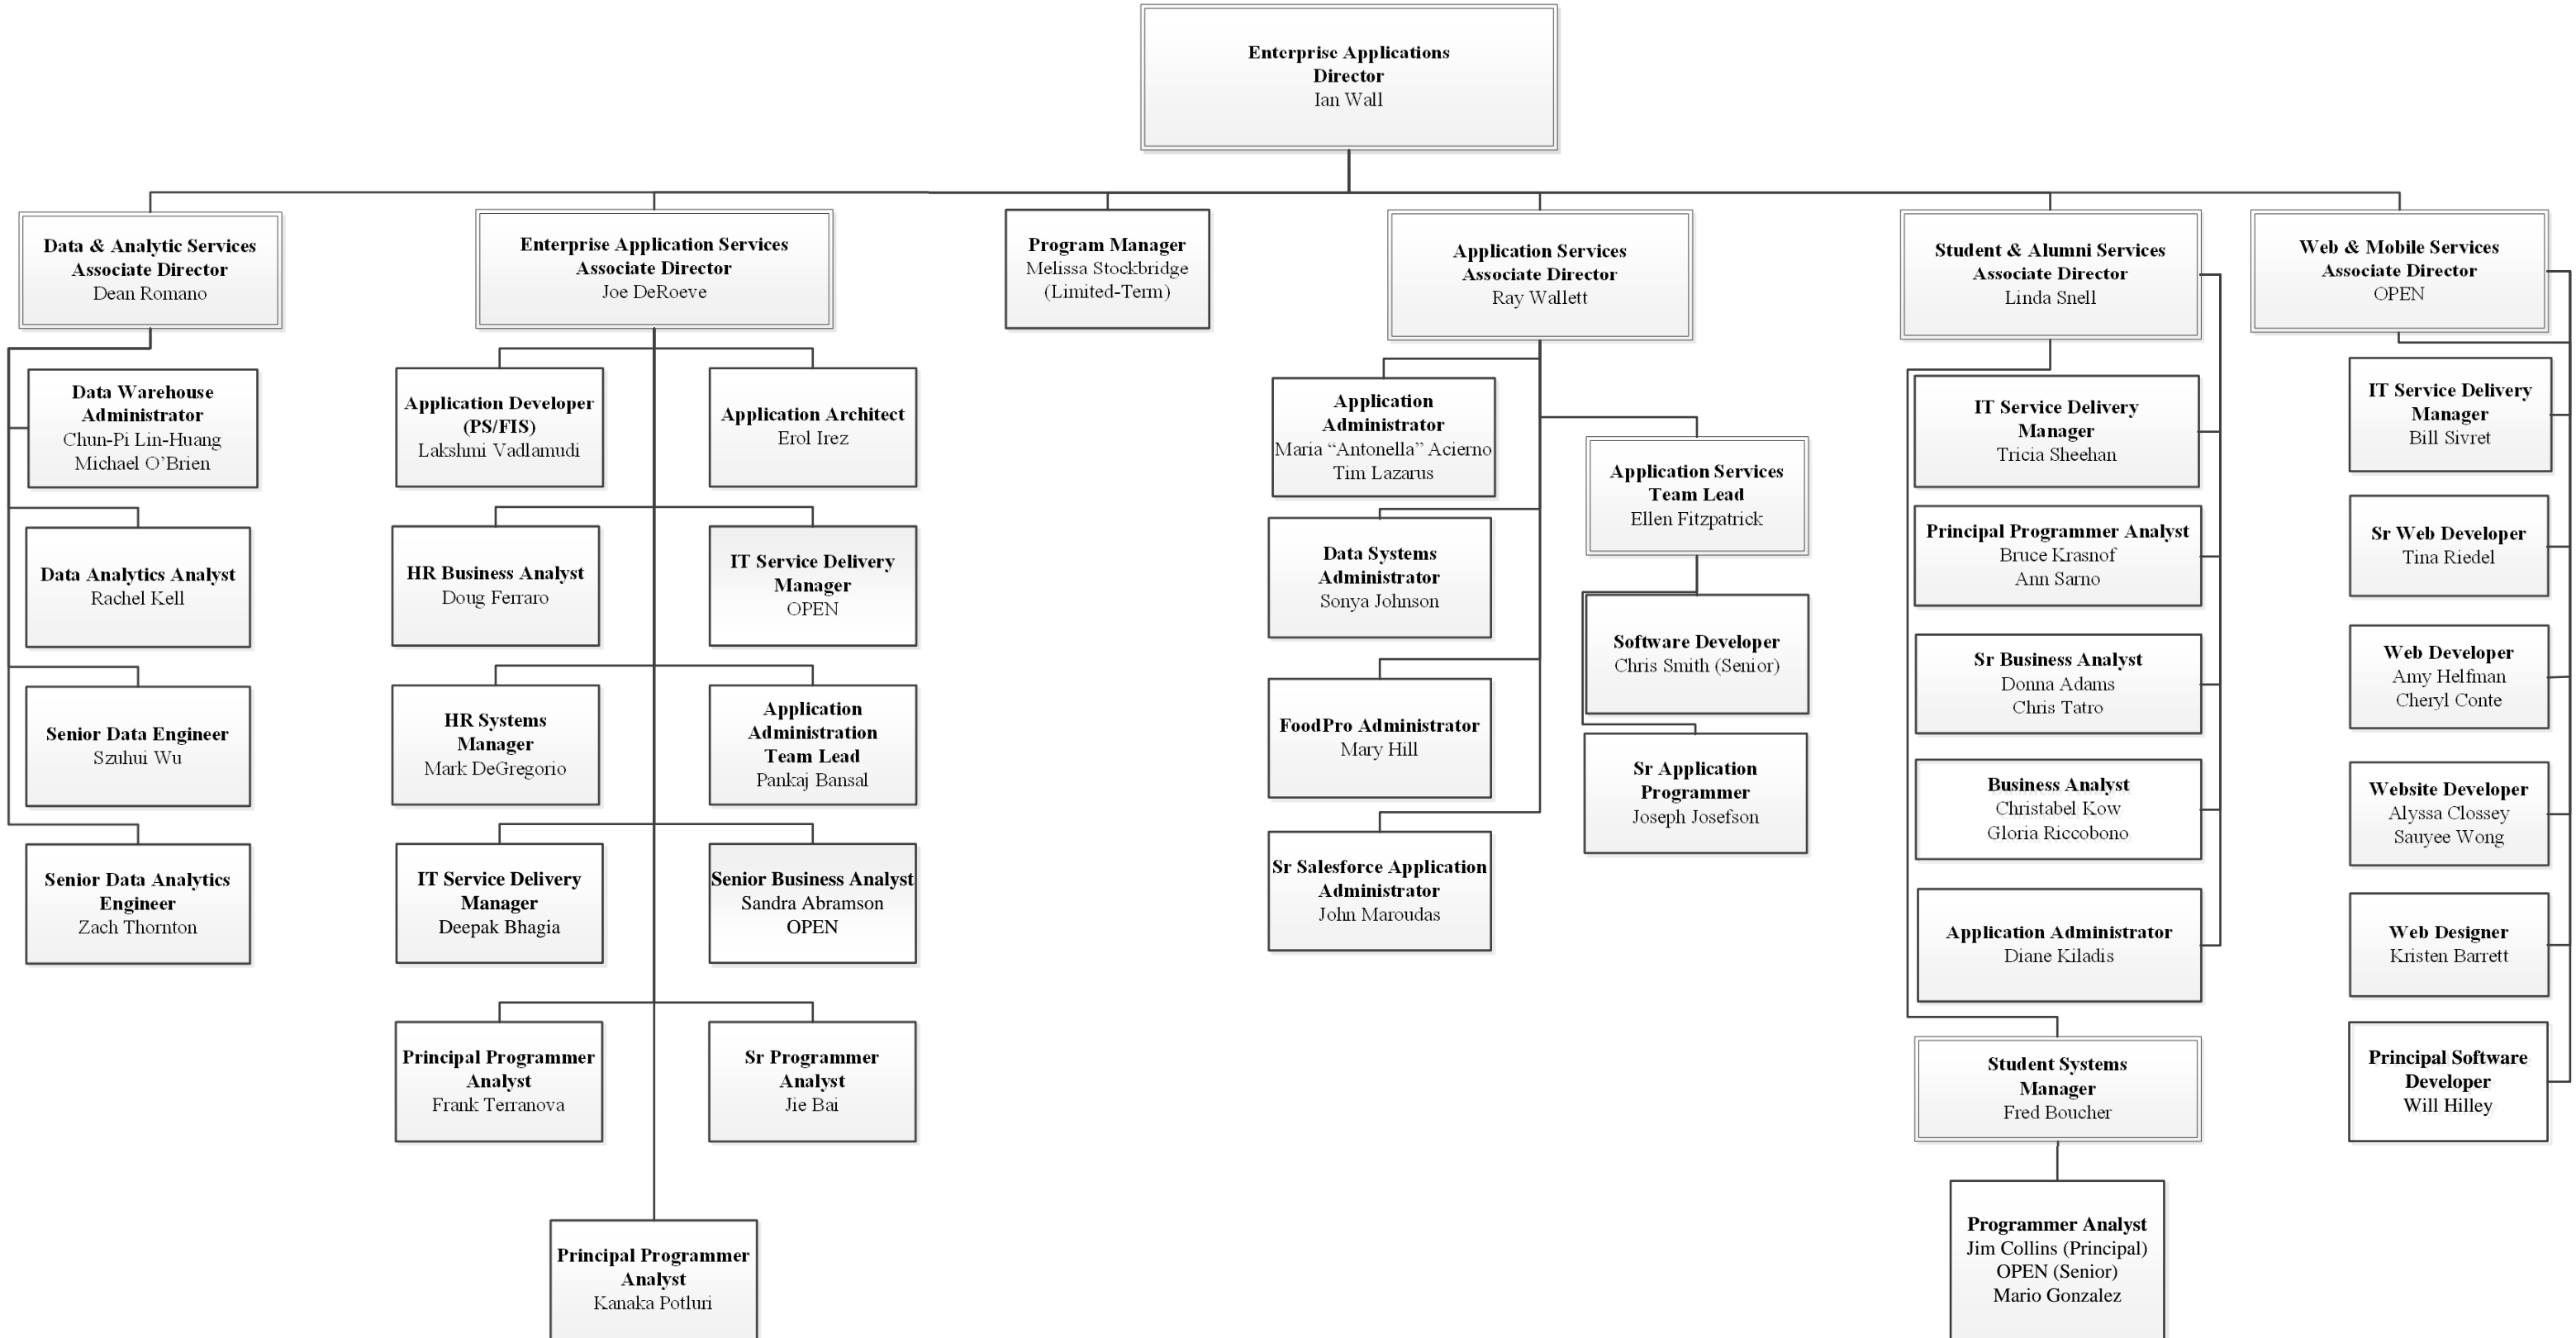 Enterprise Applications
Director
Ian Wall
Data & Analytic Services
Associate Director
Dean Romano
Enterprise Application Services
Associate Director
Joe DeRoeve
Program Manager
Melissa Stockbridge
(Limited-Term)
Application Services
Associate Director
Ray Wallett
Student & Alumni Services
Associate Director
Linda Snell
Web & Mobile Services
Associate Director
OPEN
Data Warehouse
Administrator
Chun-Pi Lin-Huang
Michael O’Brien
Data Analytics Analyst
Rachel Kell
Senior Data Engineer
Szuhui Wu
Senior Data Analytics
Engineer
Zach Thornton
Application Developer
(PS/FIS)
Lakshmi Vadlamudi
Application Architect
Erol Irez
HR Business Analyst
Doug Ferraro
IT Service Delivery
Manager
OPEN
HR Systems
Manager
Mark DeGregorio
Application
Administration
Team Lead
Pankaj Bansal
IT Service Delivery
Manager
Deepak Bhagia
Senior Business Analyst
Sandra Abramson
OPEN
Principal Programmer
Analyst
Frank Terranova
Sr Programmer
Analyst
Jie Bai
Principal Programmer
Analyst
Kanaka Potluri
Application
Administrator
Maria “Antonella” Acierno
Tim Lazarus
Data Systems
Administrator
Sonya Johnson
FoodPro Administrator
Mary Hill
Sr Salesforce Application
Administrator
John Maroudas
Application Services
Team Lead
Ellen Fitzpatrick
Software Developer
Chris Smith (Senior)
Sr Application
Programmer
Joseph Josefson
IT Service Delivery
Manager
Tricia Sheehan
Principal Programmer Analyst
Bruce Krasnof
Ann Sarno
Sr Business Analyst
Donna Adams
Chris Tatro
Business Analyst
Christabel Kow
Gloria Riccobono
Application Administrator
Diane Kiladis
Student Systems
Manager
Fred Boucher
Programmer Analyst
Jim Collins (Principal)
OPEN (Senior)
Mario Gonzalez
IT Service Delivery
Manager
Bill Sivret
Sr Web Developer
Tina Riedel
Web Developer
Amy Helfman
Cheryl Conte
Website Developer
Alyssa Clossey
Sauyee Wong
Web Designer
Kristen Barrett
Principal Software
Developer
Will Hilley